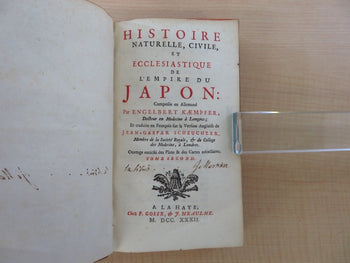 HISTOIRE
NATURELLE, CIVILE,
ET
ECCLESIASTIQUE
DE
L'EMPIRE DU
JAPON:
Composée en Allemand
Par ENGELBERT KÆMPFER,
Docteur en Médecine à Lemgow;
Et traduite en François sur la Version Angloise de
JEAN-GASPAR SCHEUCHZER,
Membre de la Société Royale, & du College
des Médecins, à Londres.
Ouvrage enrichi des Plans & des Cartes nécessaires.
TOME SECOND.
A LA HAYE,
Chez P. GOSSE, & J. NEAULME.
M. DCC. XXXII.